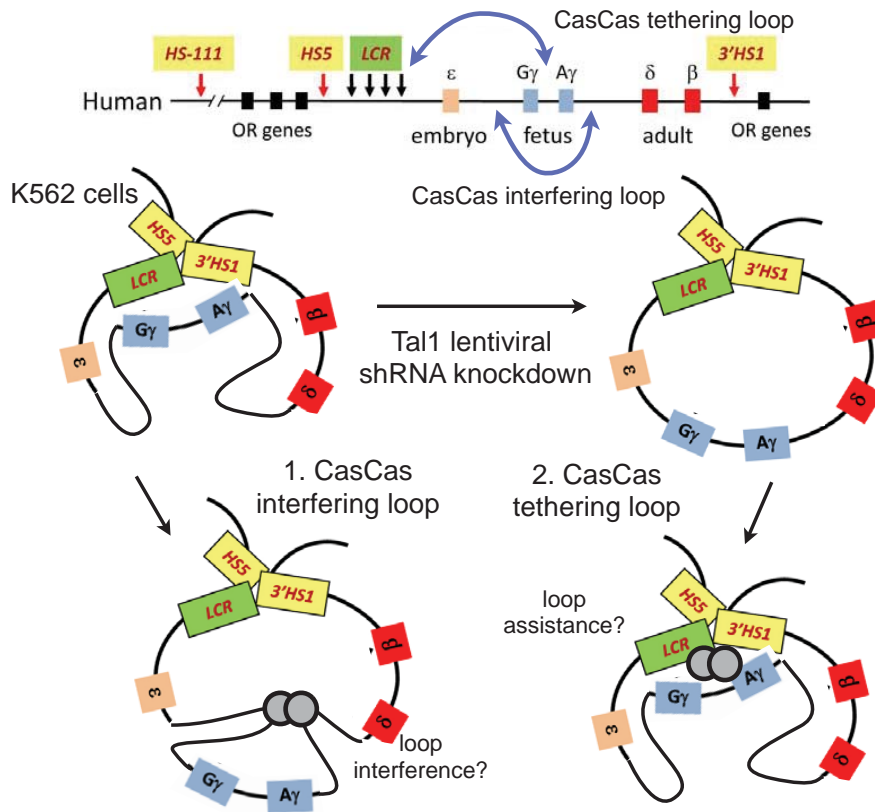 CasCas tethering loop
HS-111
HS5
LCR
3'HS1
ε
Gγ
Aγ
δ
β
Human
OR genes
embryo
fetus
adult
OR genes
CasCas interfering loop
K562 cells
HS5
3'HS1
LCR
Gγ
Aγ
β
ε
δ
Tal1 lentiviral
shRNA knockdown
HS5
3'HS1
LCR
β
ε
δ
Gγ
Aγ
1. CasCas
interfering loop
2. CasCas
tethering loop
HS5
3'HS1
LCR
β
ε
δ
Gγ
Aγ
loop
interference?
loop
assistance?
HS5
3'HS1
LCR
Gγ
Aγ
β
ε
δ